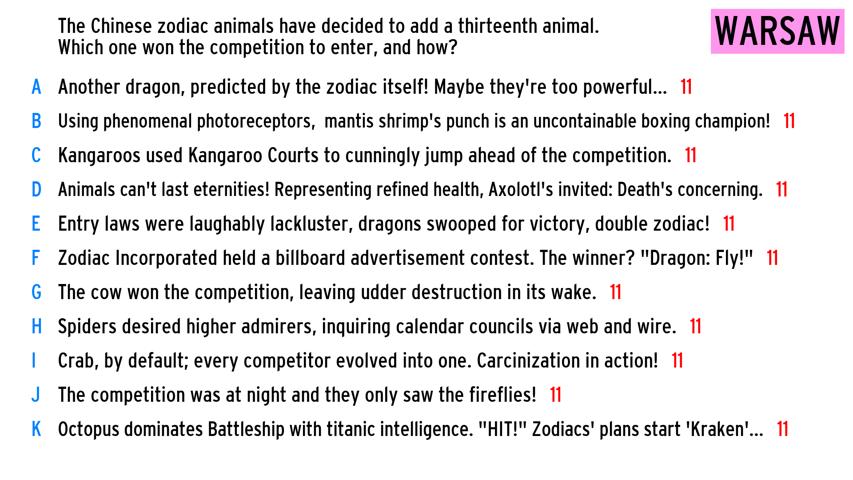 The Chinese zodiac animals have decided to add a thirteenth animal.
Which one won the competition to enter, and how?
WARSAW
A Another dragon, predicted by the zodiac itself! Maybe they're too powerful... 11
B Using phenomenal photoreceptors, mantis shrimp's punch is an uncontainable boxing champion! 11
C Kangaroos used Kangaroo Courts to cunningly jump ahead of the competition. 11
D Animals can't last eternities! Representing refined health, Axolotl's invited: Death's concerning. 11
E Entry laws were laughably lackluster, dragons swooped for victory, double zodiac! 11
F Zodiac Incorporated held a billboard advertisement contest. The winner? "Dragon: Fly!" 11
G The cow won the competition, leaving udder destruction in its wake. 11
H Spiders desired higher admirers, inquiring calendar councils via web and wire. 11
I Crab, by default; every competitor evolved into one. Carcinization in action! 11
J The competition was at night and they only saw the fireflies! 11
K Octopus dominates Battleship with titanic intelligence. "HIT!" Zodiacs' plans start 'Kraken'... 11